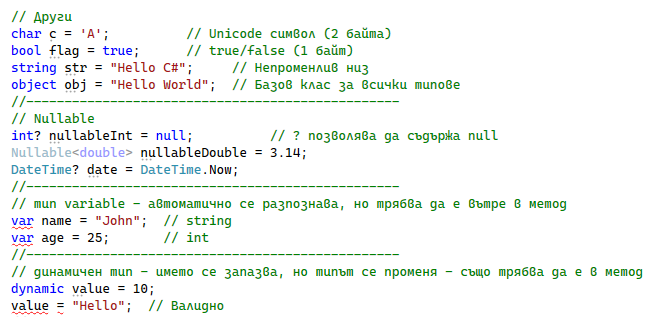 // Други
char c = 'A';          // Unicode символ (2 байта)
bool flag = true;      // true/false (1 байт)
string str = "Hello C#";     // Непроменлив низ
object obj = "Hello World";  // Базов клас за всички типове
//------------------------------------------------
// Nullable
int? nullableInt = null;          // ? позволява да съдържа null
Nullable<double> nullableDouble = 3.14;
DateTime? date = DateTime.Now;
//------------------------------------------------
// тип variable – автоматично се разпознава, но трябва да е вътре в метод
var name = "John";  // string
var age = 25;       // int
//------------------------------------------------
// динамичен тип – името се запазва, но типът се променя – също трябва да е в метод
dynamic value = 10;
value = "Hello";  // Валидно